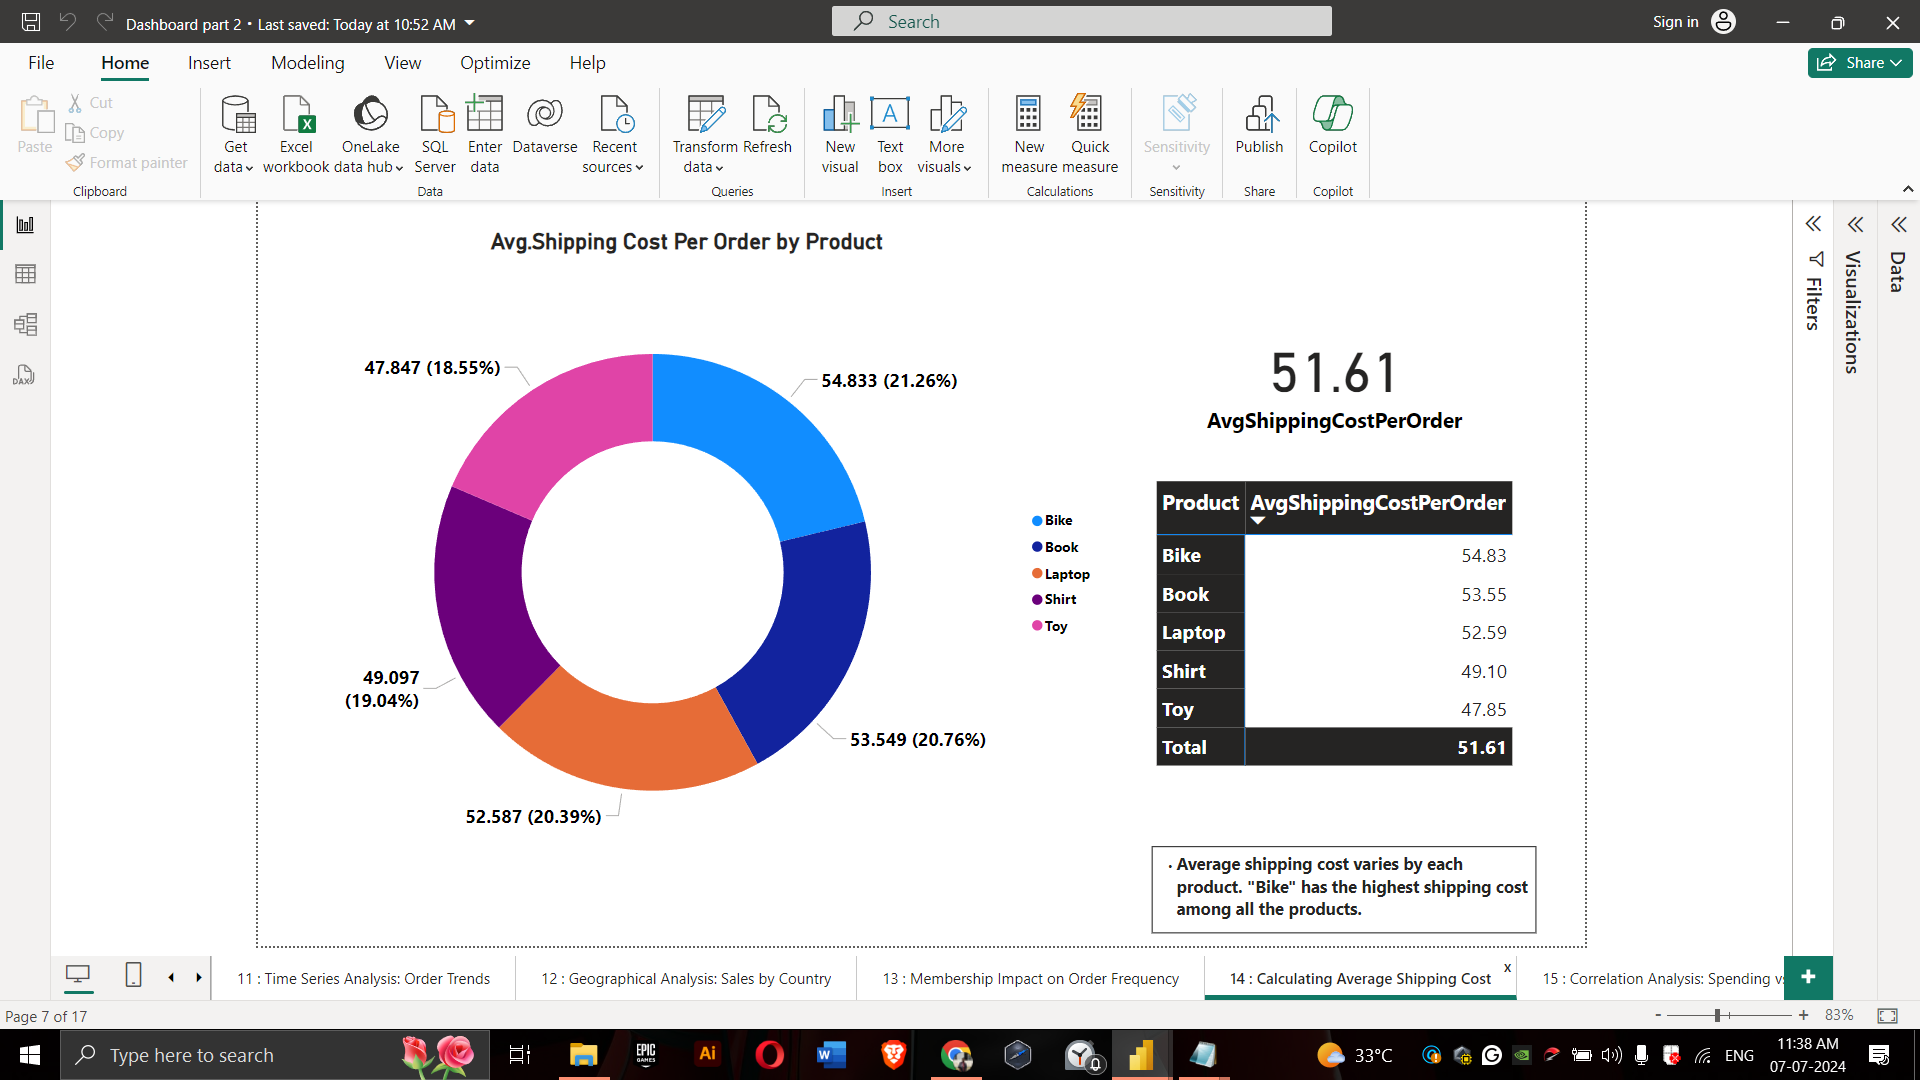 Dashboard part 2 • Last saved: Today at 10:52 AM
Search
Sign in
File Home Insert Modeling View Optimize Help
Share
Paste
Cut
Copy
Format painter
Clipboard
Get data
Excel workbook
OneLake data hub
SQL Server
Enter data
Dataverse
Recent sources
Data
Transform data
Refresh
Queries
New visual
Text box
More visuals
Insert
New measure
Quick measure
Calculations
Sensitivity
Sensitivity
Publish
Share
Copilot
Copilot
DAX
Avg.Shipping Cost Per Order by Product
47.847 (18.55%)
54.833 (21.26%)
49.097
(19.04%)
53.549 (20.76%)
52.587 (20.39%)
Bike
Book
Laptop
Shirt
Toy
51.61
AvgShippingCostPerOrder
Product AvgShippingCostPerOrder
Bike 54.83
Book 53.55
Laptop 52.59
Shirt 49.10
Toy 47.85
Total 51.61
· Average shipping cost varies by each
product. "Bike" has the highest shipping cost
among all the products.
Filters
Visualizations
Data
11 : Time Series Analysis: Order Trends
12 : Geographical Analysis: Sales by Country
13 : Membership Impact on Order Frequency
14 : Calculating Average Shipping Cost
x
15 : Correlation Analysis: Spending
+
Page 7 of 17
- + 83%
Type here to search
EPIC GAMES
Ai
W
33°C
ENG
11:38 AM
07-07-2024